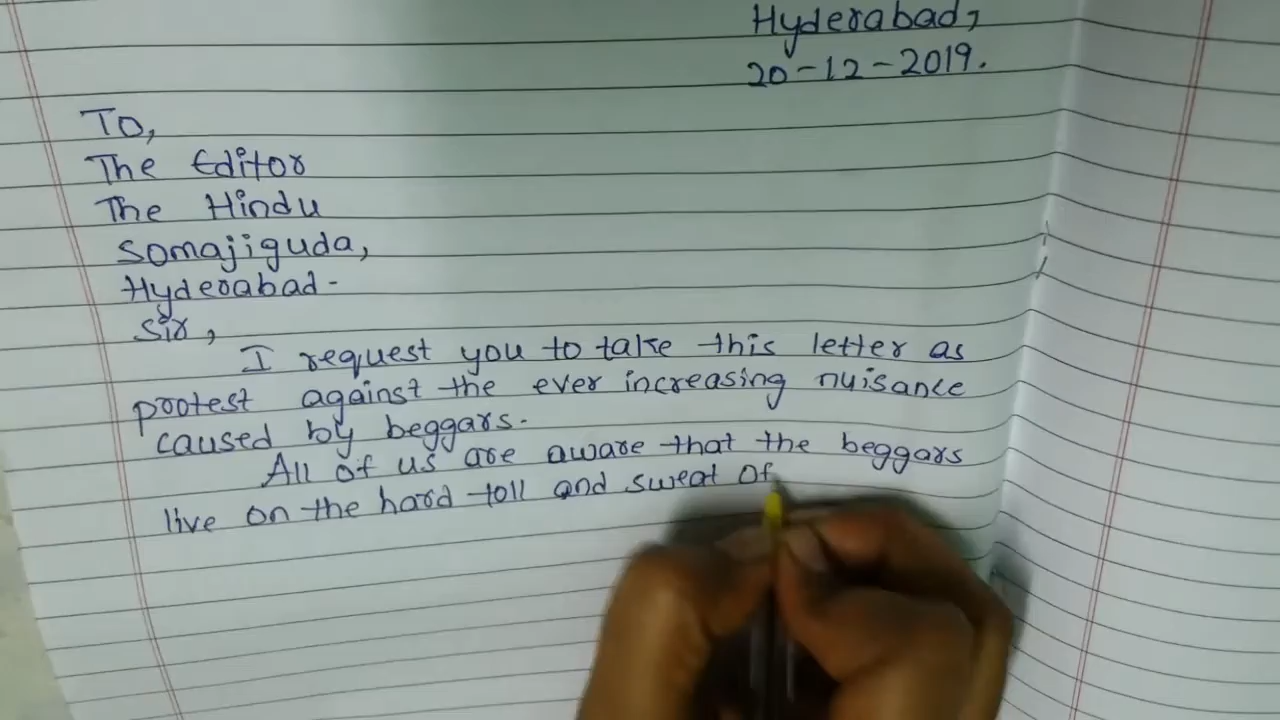 Hyderabad,
20-12-2019.
To,
The Editor
The Hindu
Somajiguda,
Hyderabad-
Sir,
I request you to take this letter as
protest against the ever increasing nuisance
caused by beggars.
All of us are aware that the beggars
live on the hard toll and sweat of